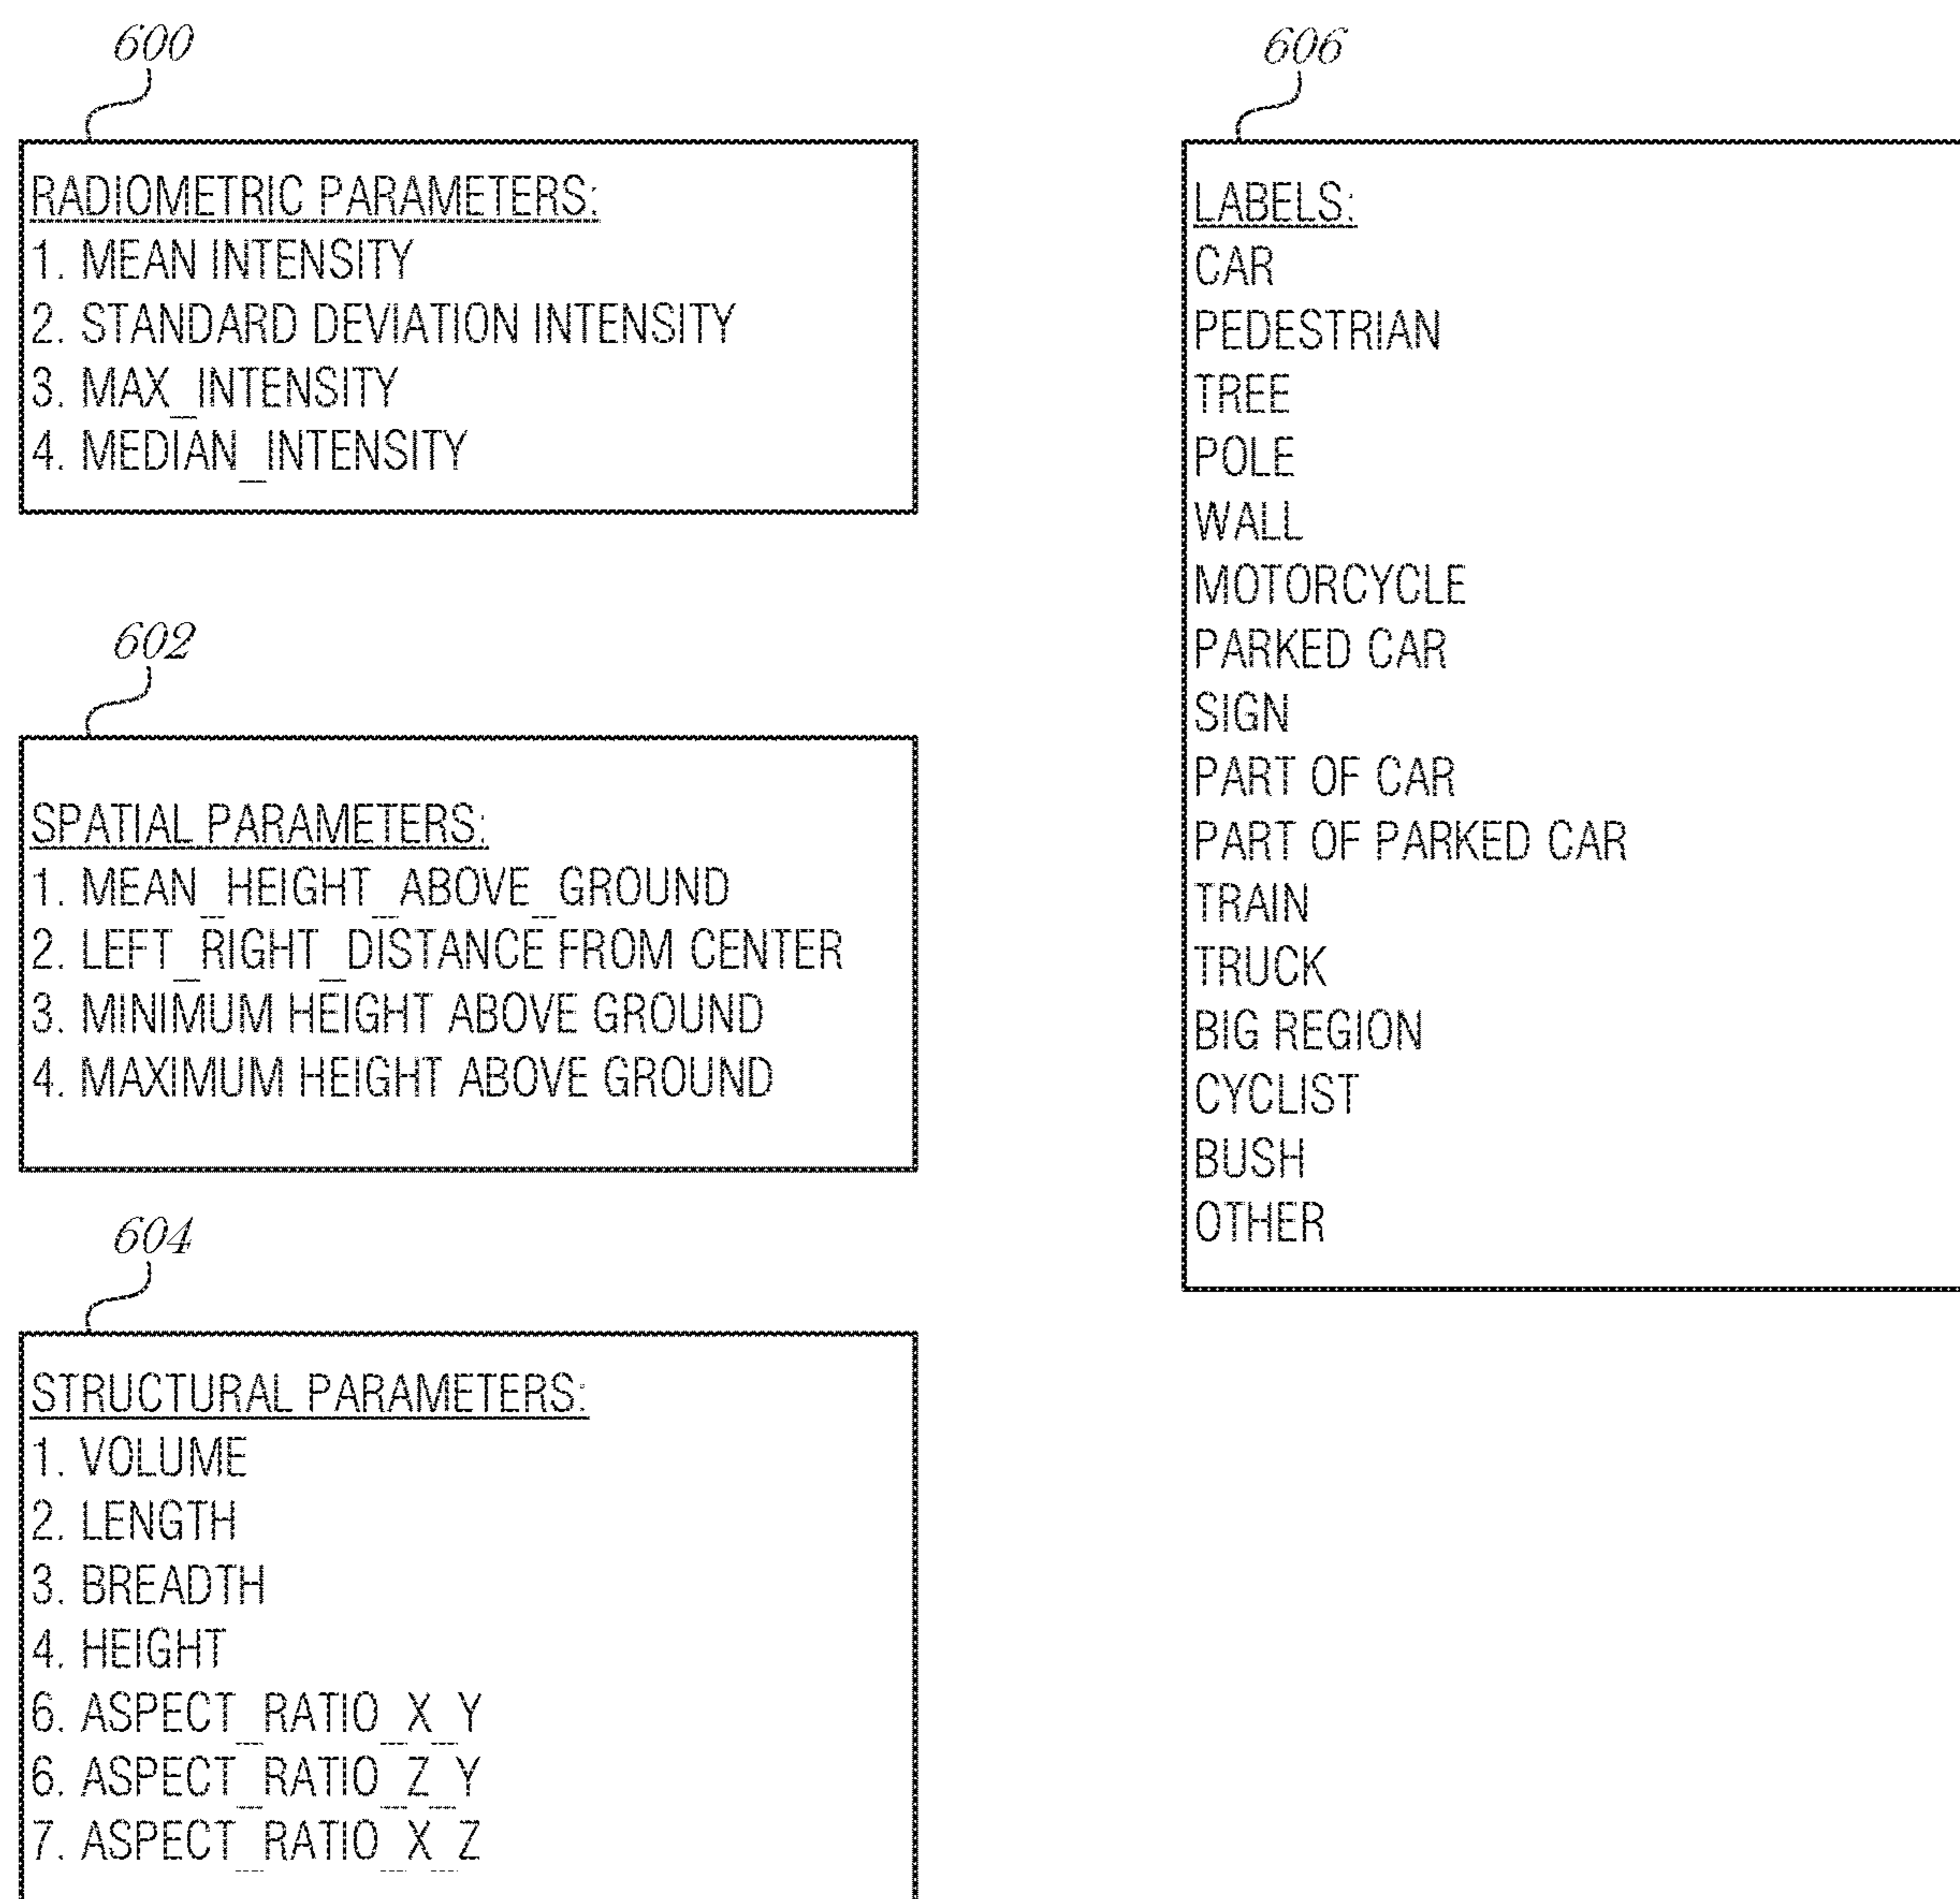 600
RADIOMETRIC PARAMETERS:
1. MEAN INTENSITY
2. STANDARD DEVIATION INTENSITY
3. MAX_INTENSITY
4. MEDIAN_INTENSITY
602
SPATIAL PARAMETERS:
1. MEAN_HEIGHT_ABOVE_GROUND
2. LEFT_RIGHT_DISTANCE FROM CENTER
3. MINIMUM HEIGHT ABOVE GROUND
4. MAXIMUM HEIGHT ABOVE GROUND
604
STRUCTURAL PARAMETERS:
1. VOLUME
2. LENGTH
3. BREADTH
4. HEIGHT
6. ASPECT_RATIO_X_Y
6. ASPECT_RATIO_Z_Y
7. ASPECT_RATIO_X_Z
606
LABELS:
CAR
PEDESTRIAN
TREE
POLE
WALL
MOTORCYCLE
PARKED CAR
SIGN
PART OF CAR
PART OF PARKED CAR
TRAIN
TRUCK
BIG REGION
CYCLIST
BUSH
OTHER